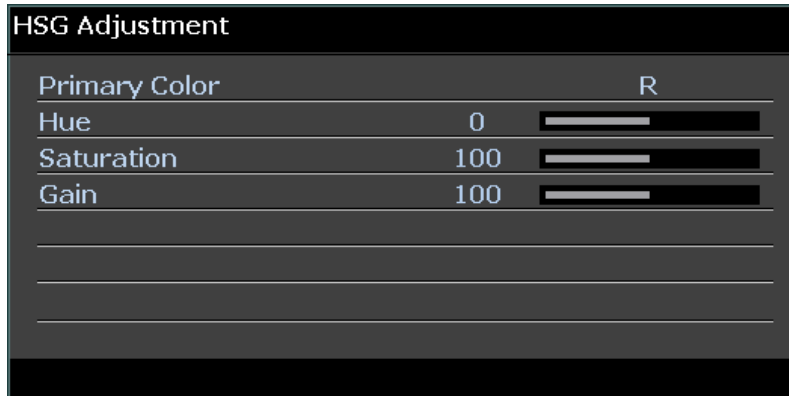 HSG Adjustment
Primary Color R
Hue 0
Saturation 100
Gain 100